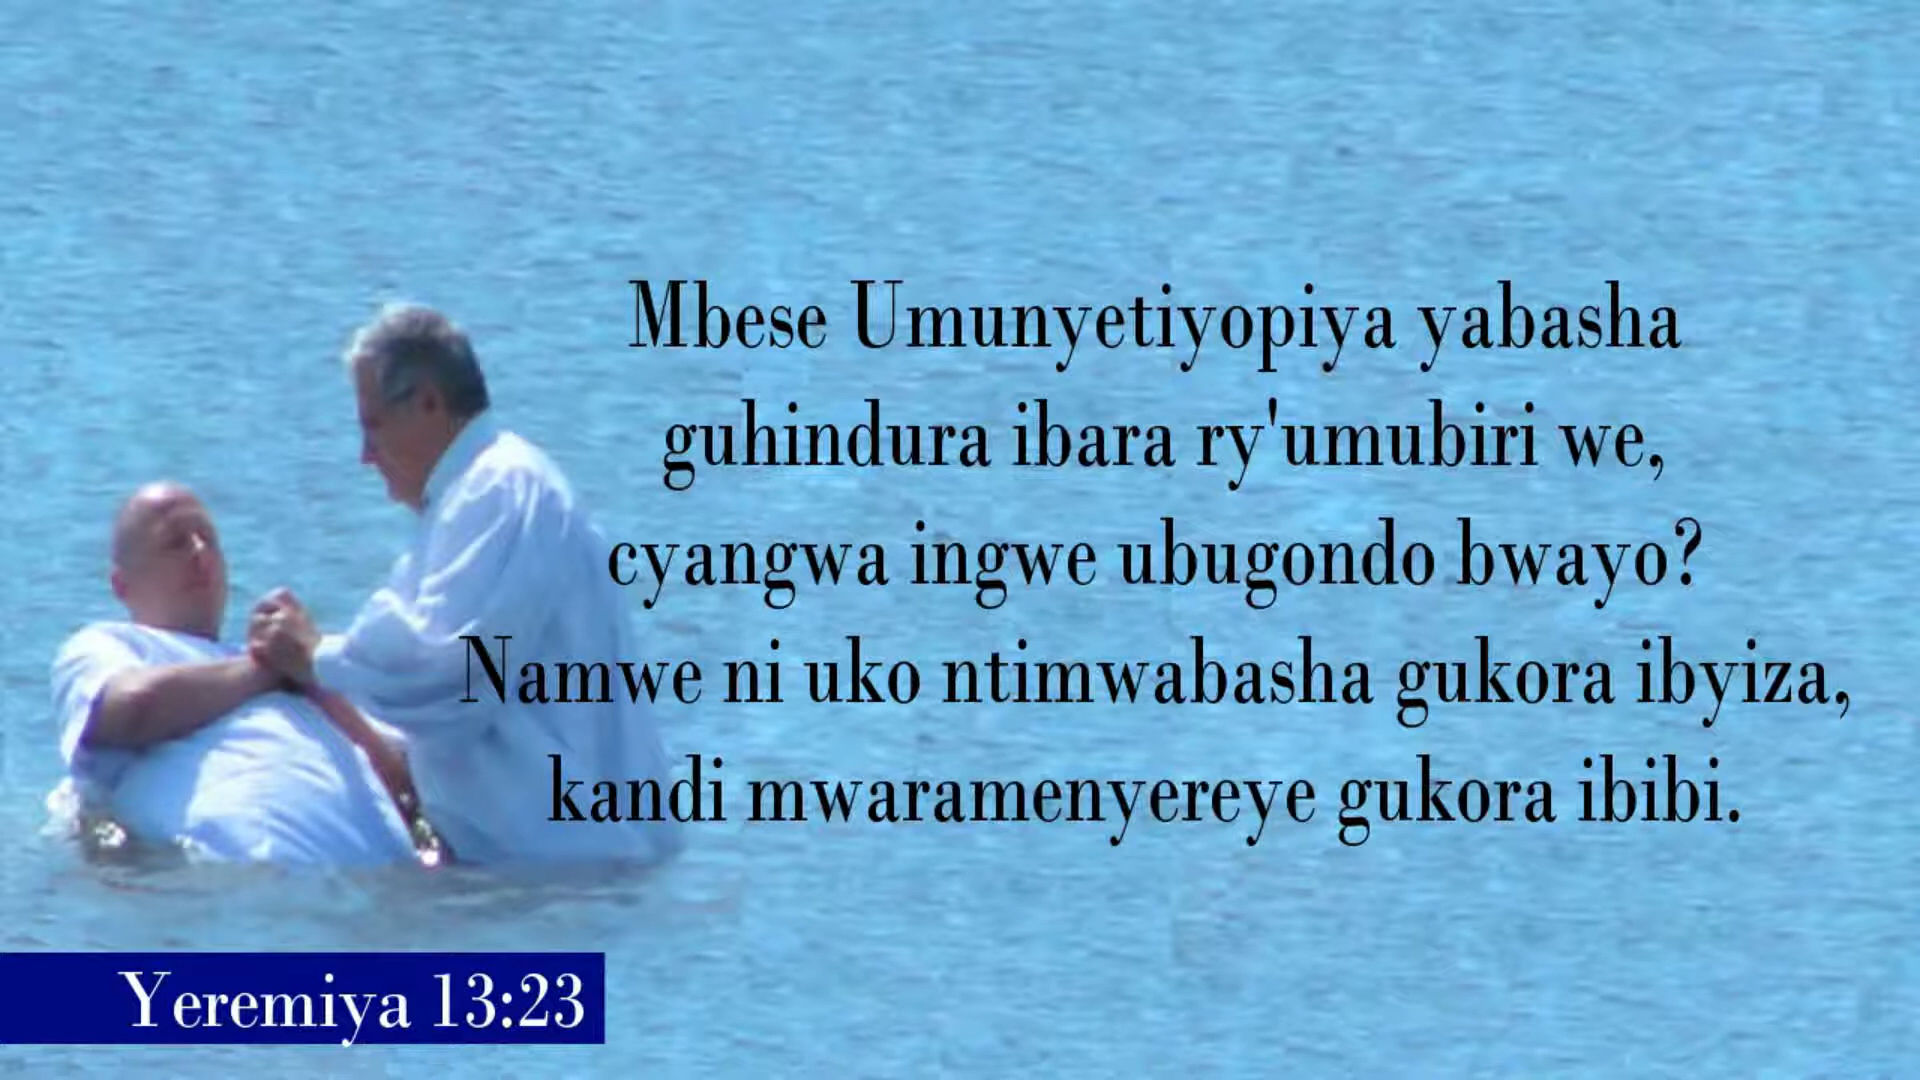 Mbese Umunyetiyopiya yabasha
guhindura ibara ry'umubiri we,
cyangwa ingwe ubugondo bwayo?
Namwe ni uko ntimwabasha gukora ibyiza,
kandi mwaramenyereye gukora ibibi.
Yeremiya 13:23